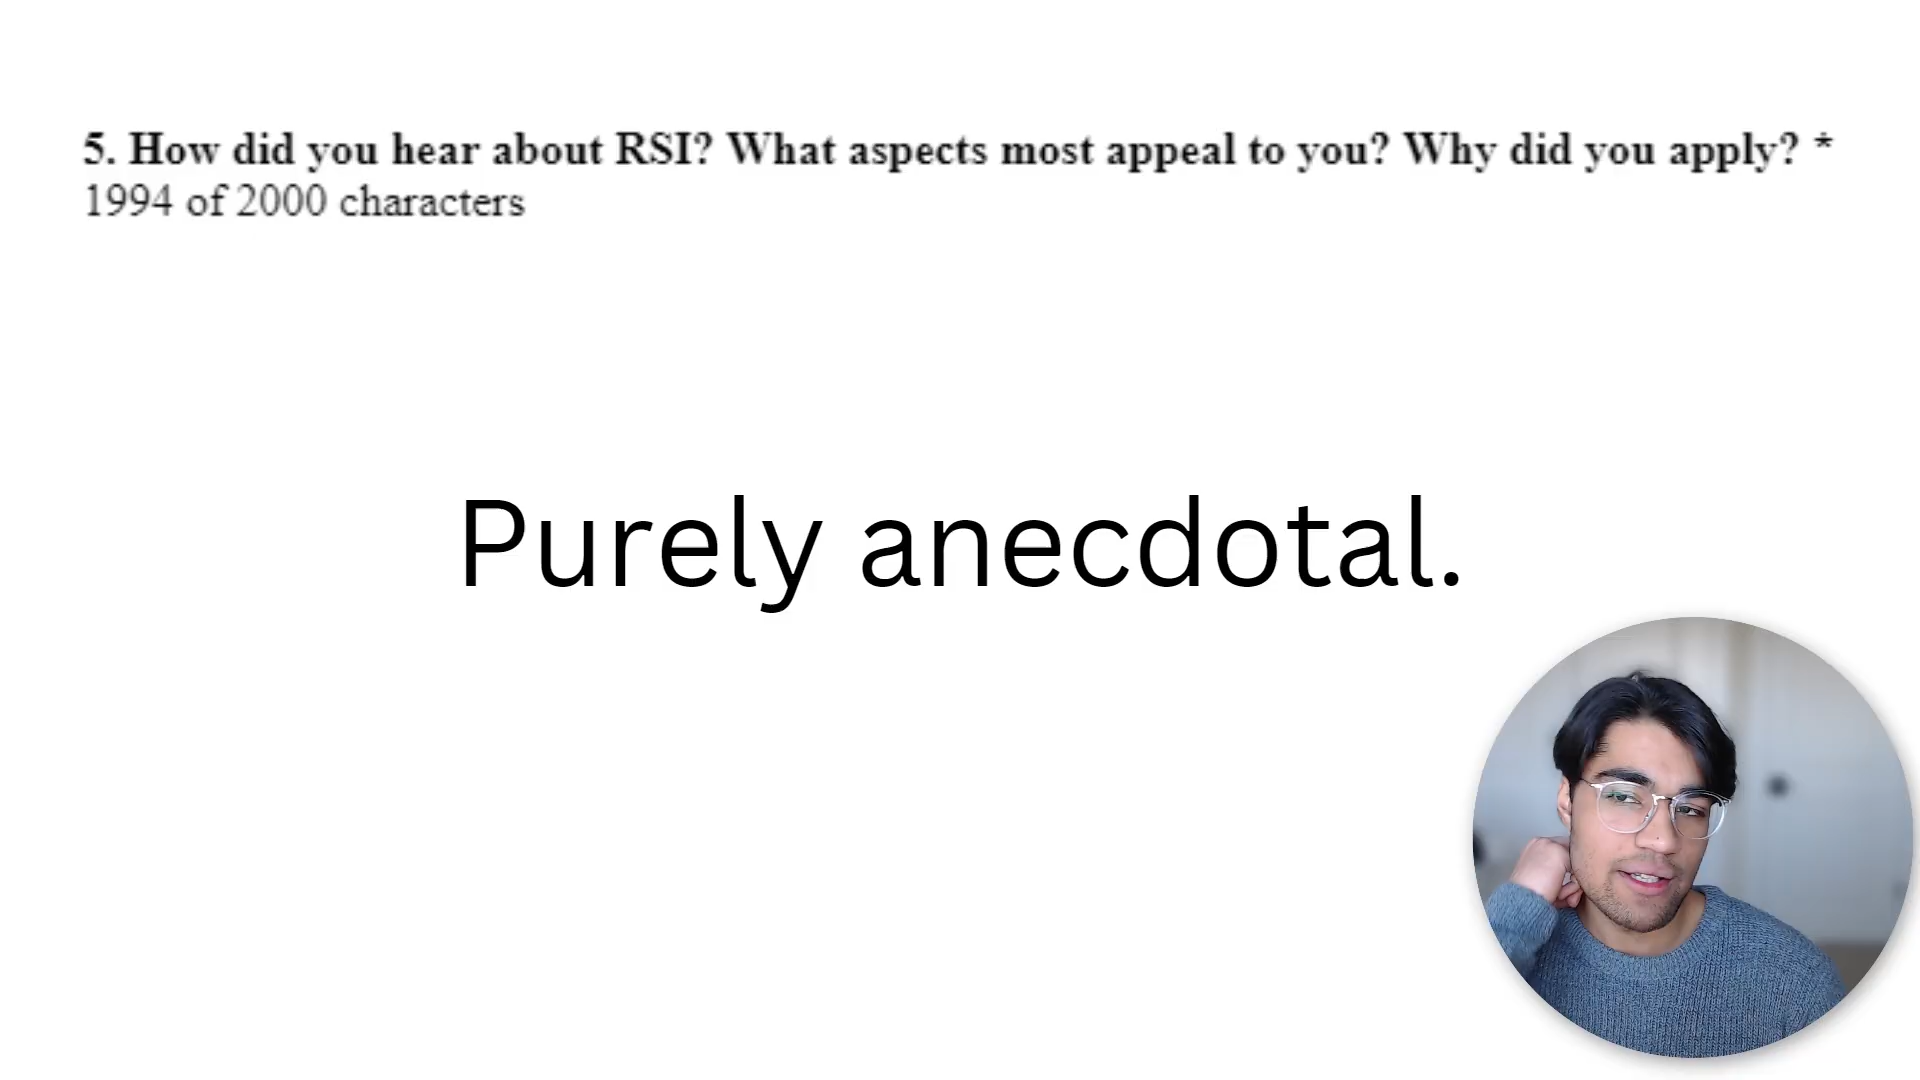 5. How did you hear about RSI? What aspects most appeal to you? Why did you apply? *
1994 of 2000 characters
Purely anecdotal.